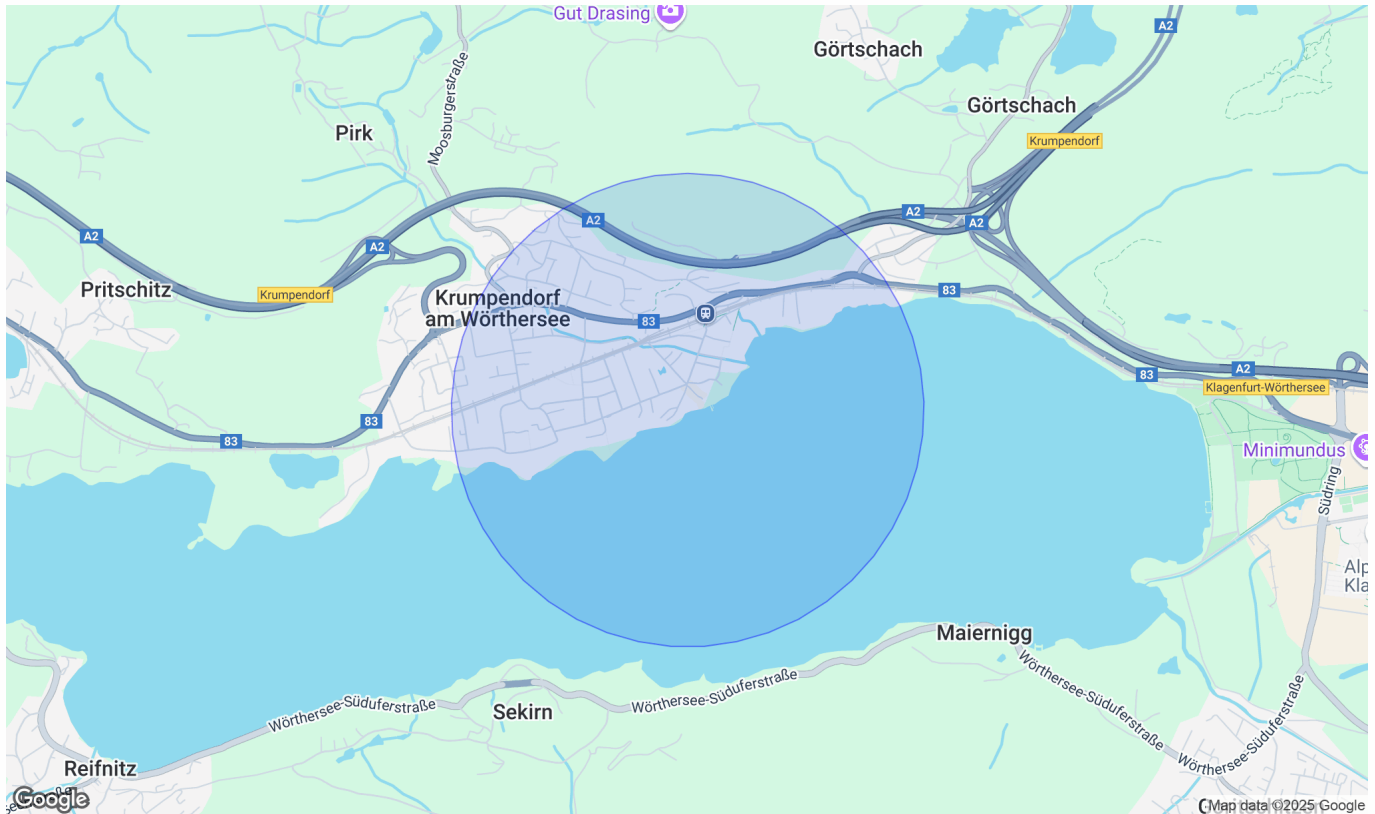 Gut Drasing
A2
Görtschach
Görtschach
Moosburgerstraße
Pirk
Krumpendorf
A2
A2
A2
A2
A2
Pritschitz
Krumpendorf
Krumpendorf
am Wörthersee
83
83
83
A2
83
Klagenfurt-Wörthersee
83
83
Minimundus
Südring
Alp
Kla
Maiernigg
Wörthersee-Süduferstraße
Wörthersee-Süduferstraße
Wörthersee-Süduferstraße
Wörthersee-Süduferstraße
Sekirn
Reifnitz
Google
Map data ©2025 Google